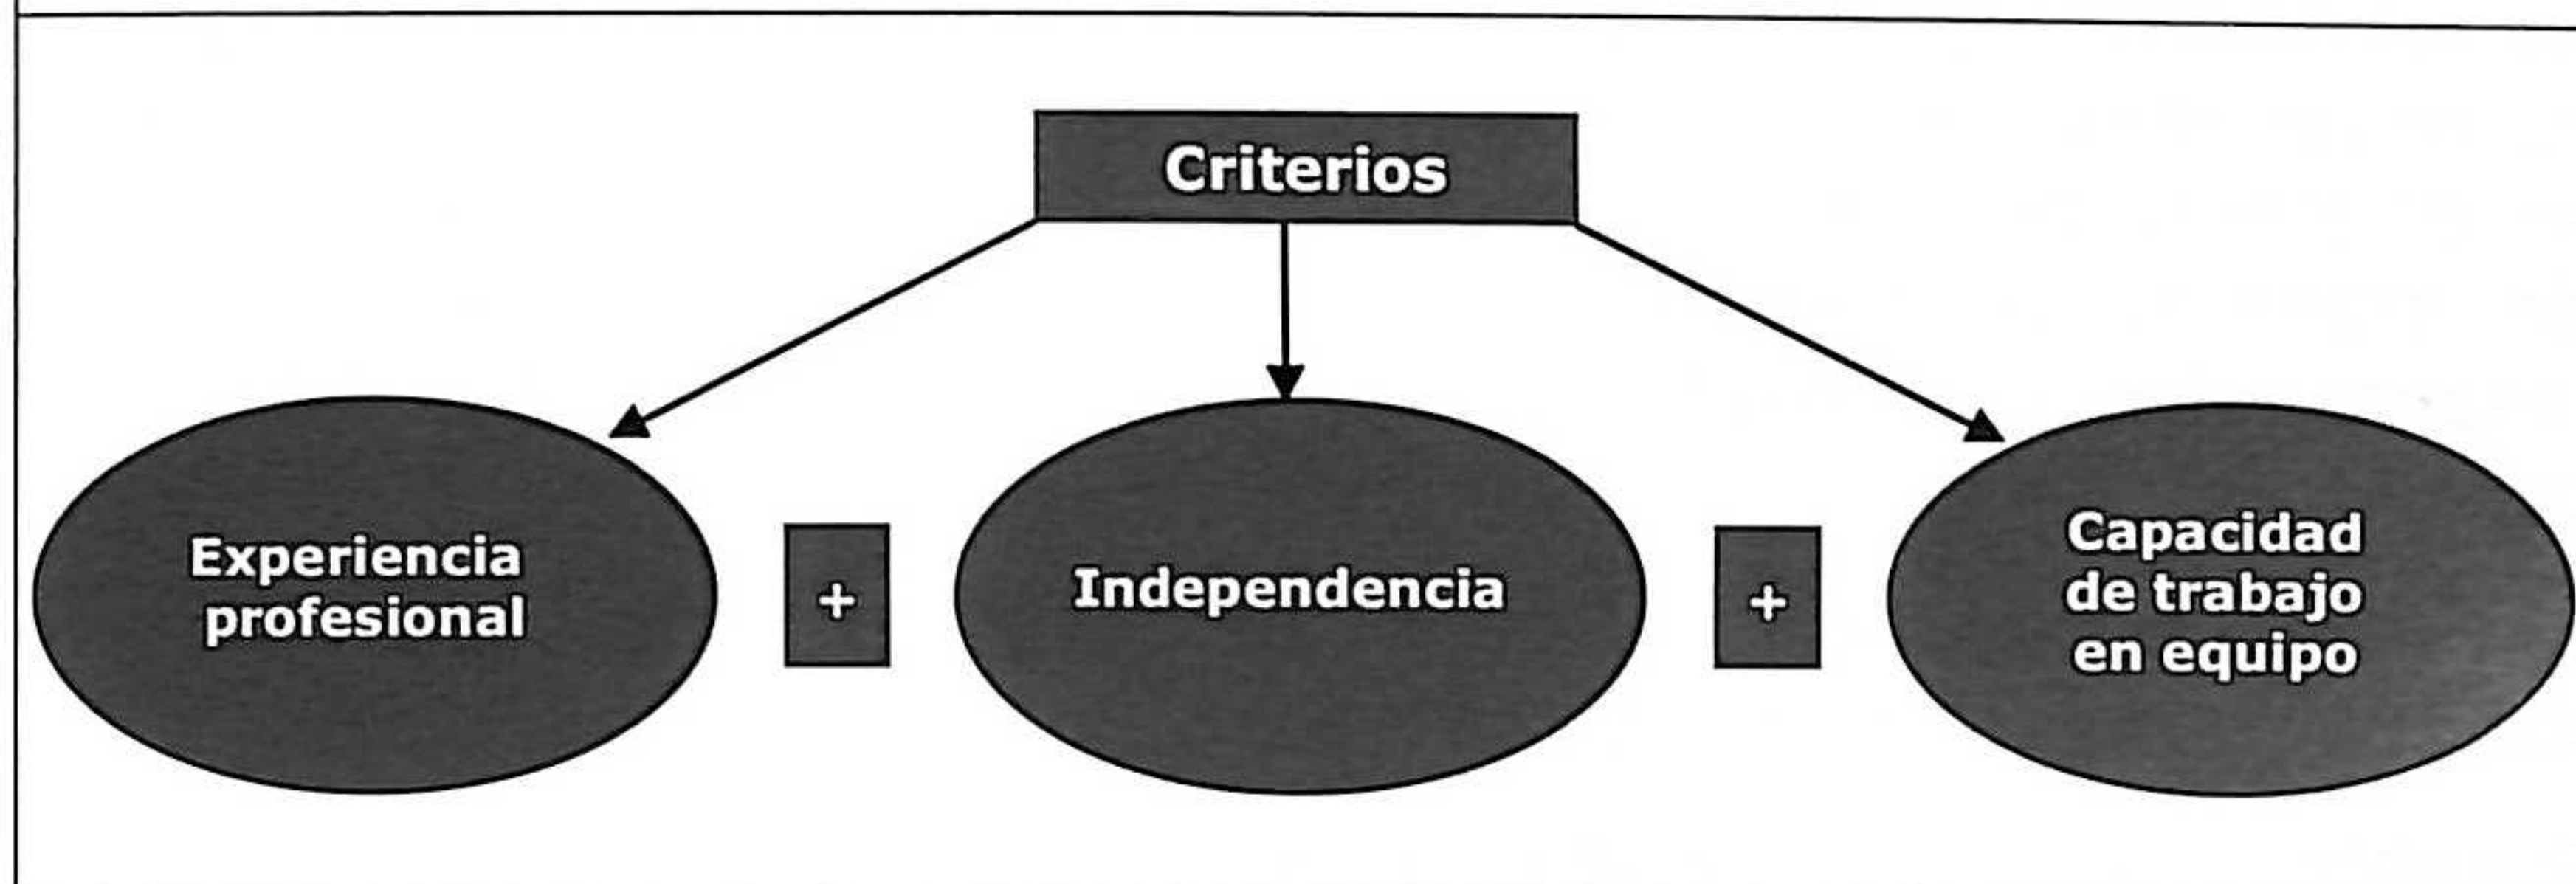 Criterios
Experiencia
profesional
+
Independencia
+
Capacidad
de trabajo
en equipo